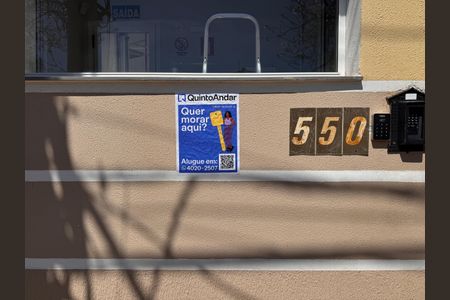 SAÍDA
QuintoAndar
Quer
morar
aqui?
Alugue em:
4020-2507
550